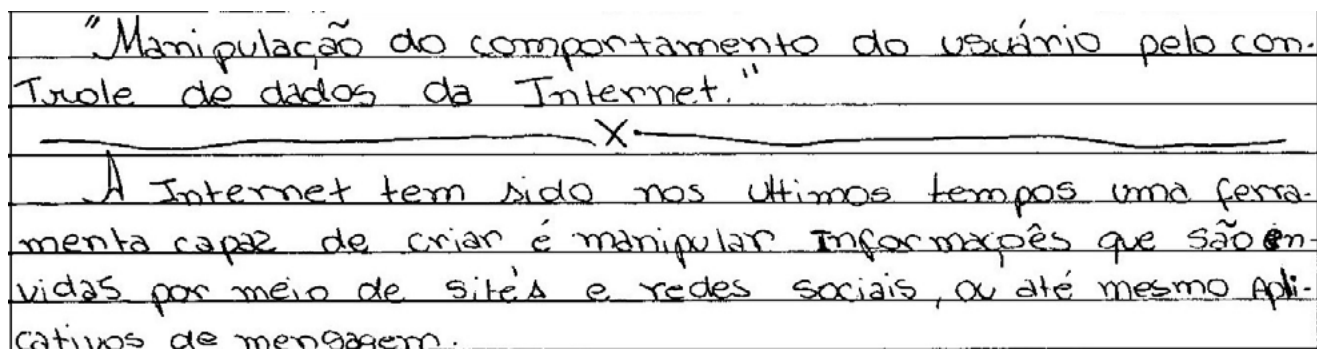 "Manipulação do comportamento do usuário pelo con-
trole de dados da Internet."
X
A Internet tem sido nos ultimos tempos uma ferra-
menta capaz de criar é manipular Informaçoês que são en-
vidas por meio de sités e redes sociais, ou até mesmo Apli-
cativos de mensagem.